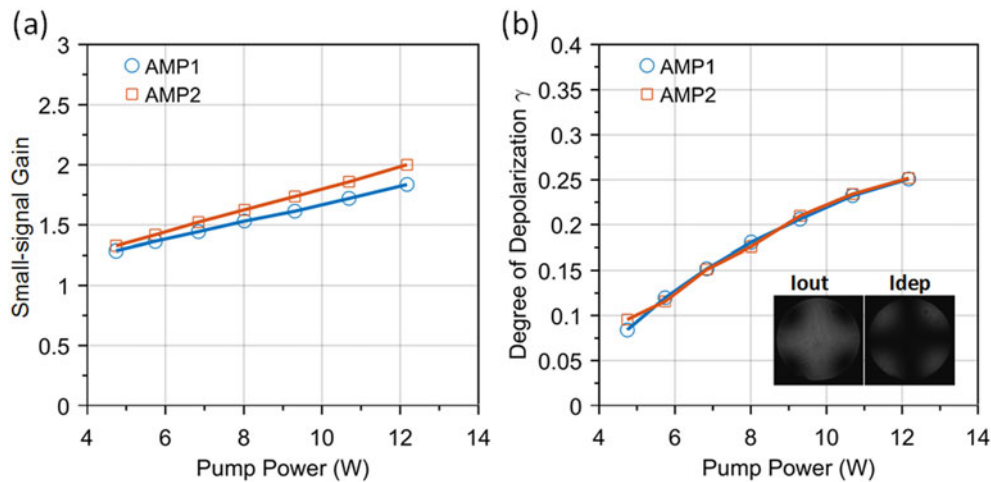 (a)
3
2.5
2
1.5
1
0.5
0
4
6
8
10
12
14
Small-signal Gain
Pump Power (W)
AMP1
AMP2
(b)
0.4
0.35
0.3
0.25
0.2
0.15
0.1
0.05
0
4
6
8
10
12
14
Degree of Depolarization γ
Pump Power (W)
AMP1
AMP2
Iout
Idep